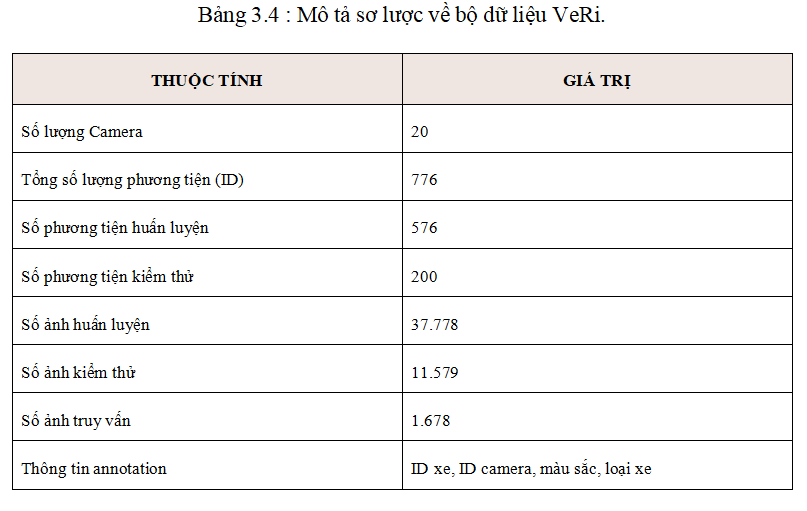 Bảng 3.4 : Mô tả sơ lược về bộ dữ liệu VeRi.
THUỘC TÍNH GIÁ TRỊ
Số lượng Camera 20
Tổng số lượng phương tiện (ID) 776
Số phương tiện huấn luyện 576
Số phương tiện kiểm thử 200
Số ảnh huấn luyện 37.778
Số ảnh kiểm thử 11.579
Số ảnh truy vấn 1.678
Thông tin annotation ID xe, ID camera, màu sắc, loại xe